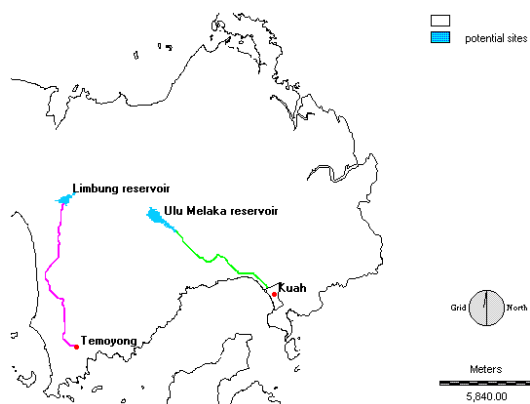 potential sites
Limbung reservoir
Ulu Melaka reservoir
Kuah
Temoyong
Grid North
Meters
5,840.00